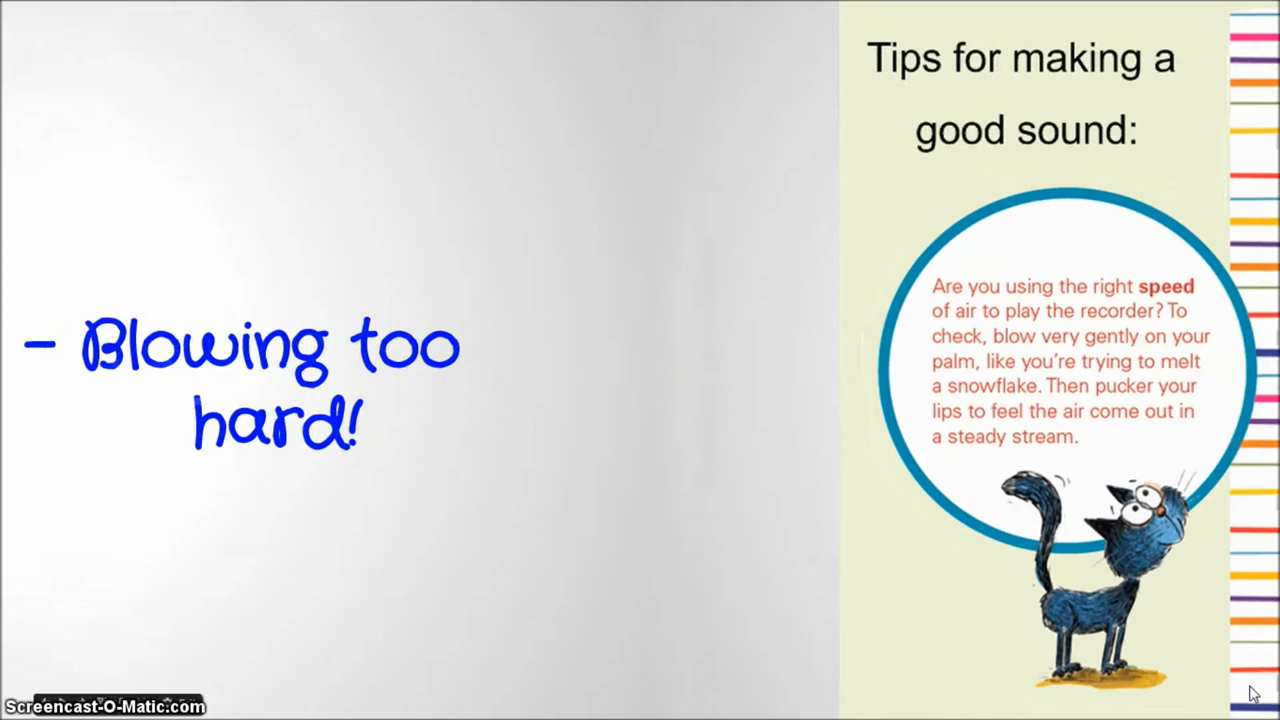 Tips for making a
good sound:
Are you using the right speed
of air to play the recorder? To
check, blow very gently on your
palm, like you're trying to melt
a snowflake. Then pucker your
lips to feel the air come out in
a steady stream.
- Blowing too
hard!
Screencast-O-Matic.com